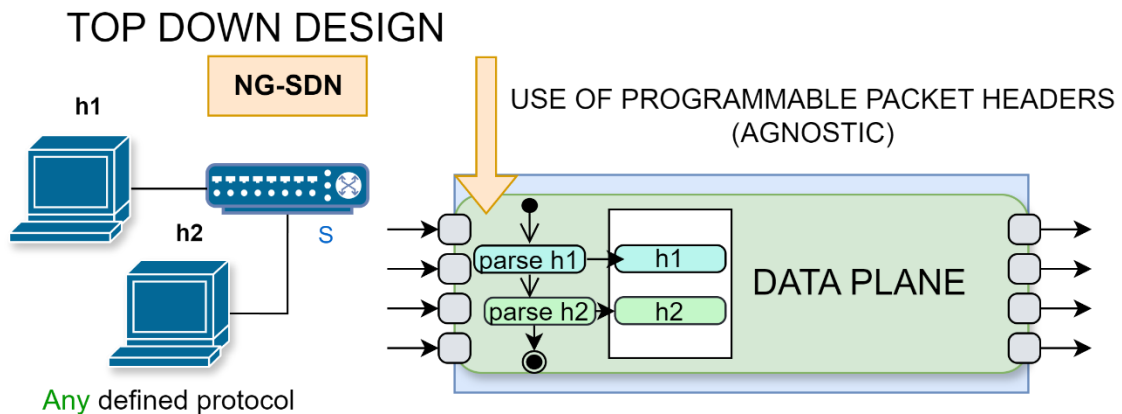 TOP DOWN DESIGN
NG-SDN
h1
USE OF PROGRAMMABLE PACKET HEADERS
(AGNOSTIC)
h2
S
parse h1
h1
parse h2
h2
DATA PLANE
Any defined protocol